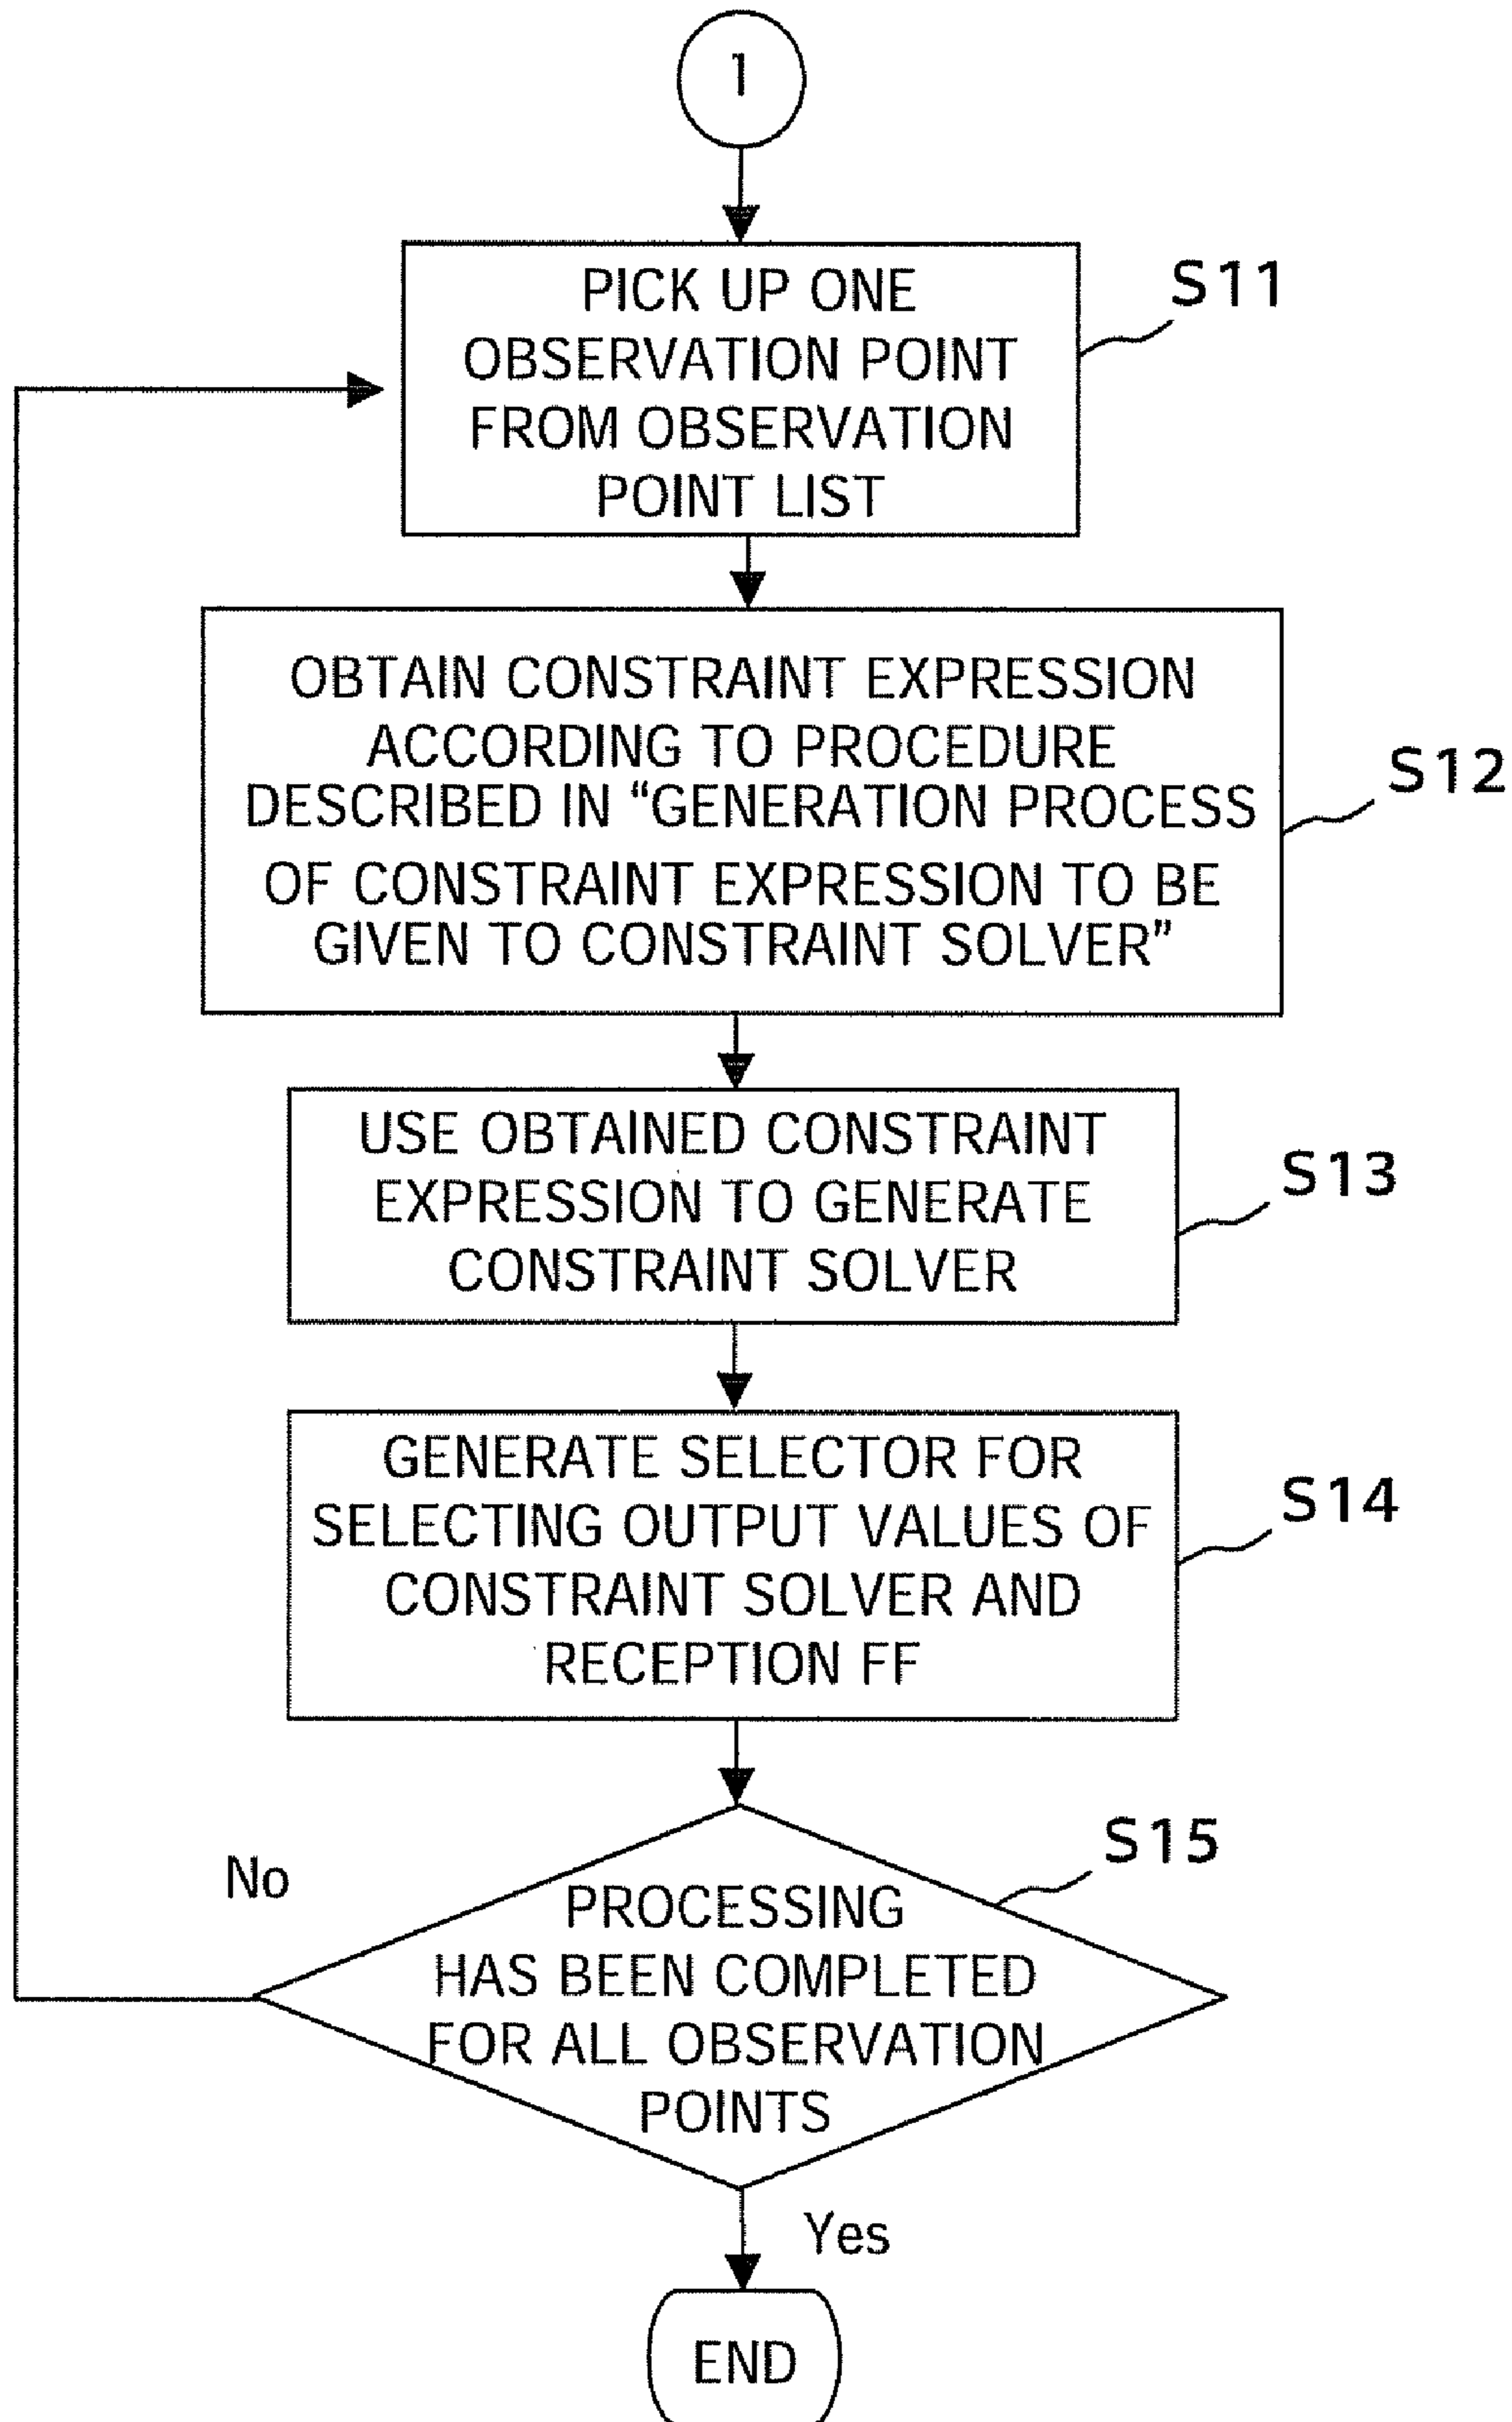 1
PICK UP ONE
OBSERVATION POINT
FROM OBSERVATION
POINT LIST
S11
OBTAIN CONSTRAINT EXPRESSION
ACCORDING TO PROCEDURE
DESCRIBED IN “GENERATION PROCESS
OF CONSTRAINT EXPRESSION TO BE
GIVEN TO CONSTRAINT SOLVER”
S12
USE OBTAINED CONSTRAINT
EXPRESSION TO GENERATE
CONSTRAINT SOLVER
S13
GENERATE SELECTOR FOR
SELECTING OUTPUT VALUES OF
CONSTRAINT SOLVER AND
RECEPTION FF
S14
PROCESSING
HAS BEEN COMPLETED
FOR ALL OBSERVATION
POINTS
S15
No
Yes
END